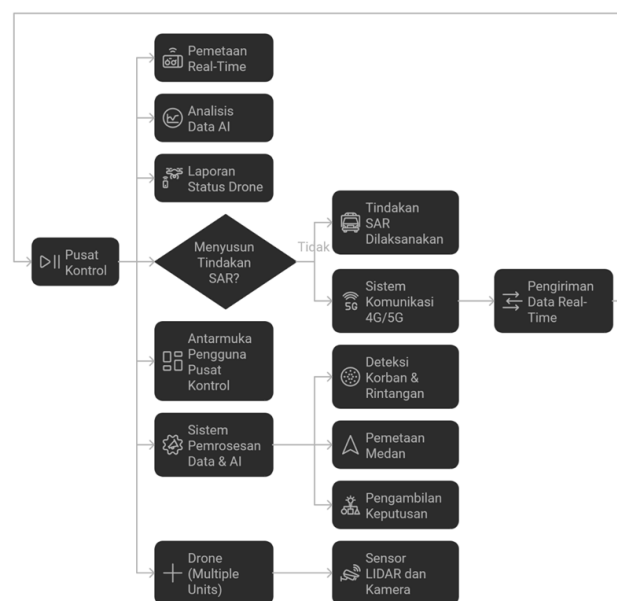 Pemetaan
Real-Time
Analisis
Data AI
Laporan
Status Drone
Pusat
Kontrol
Menyusun
Tindakan
SAR?
Tidak
Tindakan
SAR
Dilaksanakan
5G
Sistem
Komunikasi
4G/5G
Pengiriman
Data Real-
Time
Antarmuka
Pengguna
Pusat
Kontrol
Sistem
Pemrosesan
Data & AI
Deteksi
Korban &
Rintangan
Pemetaan
Medan
Pengambilan
Keputusan
Drone
(Multiple
Units)
Sensor
LIDAR dan
Kamera